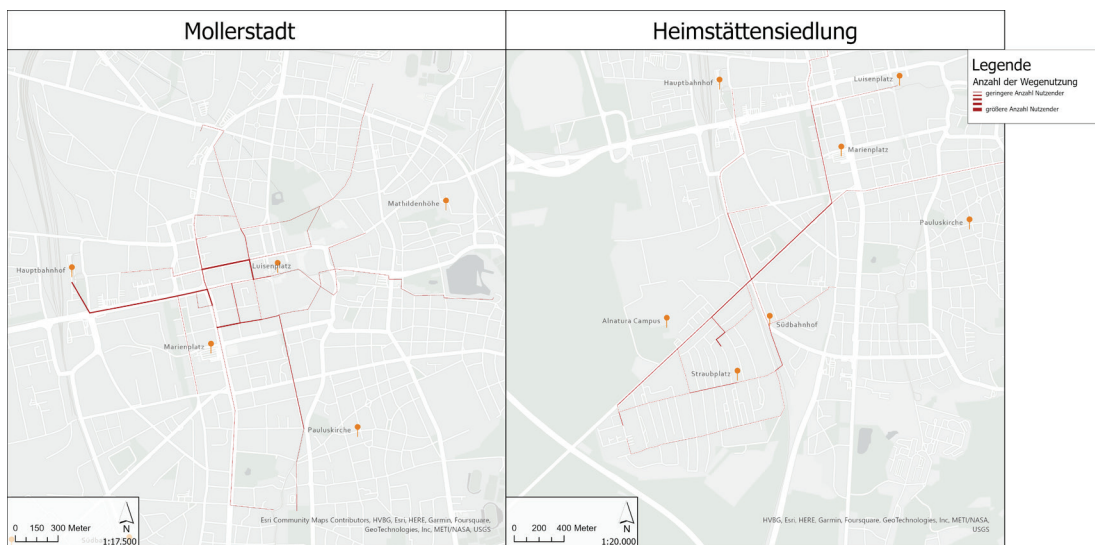 Mollerstadt
Heimstättensiedlung
Legende
Anzahl der Wegenutzung
geringere Anzahl Nutzender
größere Anzahl Nutzender
Mathildenhöhe
Hauptbahnhof
Luisenplatz
Marienplatz
Pauluskirche
0 150 300 Meter
N
1:17.500
Esri Community Maps Contributors, HVBG, Esri, HERE, Garmin, Foursquare,
GeoTechnologies, Inc, METI/NASA, USGS
Hauptbahnhof
Luisenplatz
Marienplatz
Pauluskirche
Alnatura Campus
Südbahnhof
Straubplatz
0 200 400 Meter
N
1:20.000
HVBG, Esri, HERE, Garmin, Foursquare, GeoTechnologies, Inc, METI/NASA,
USGS